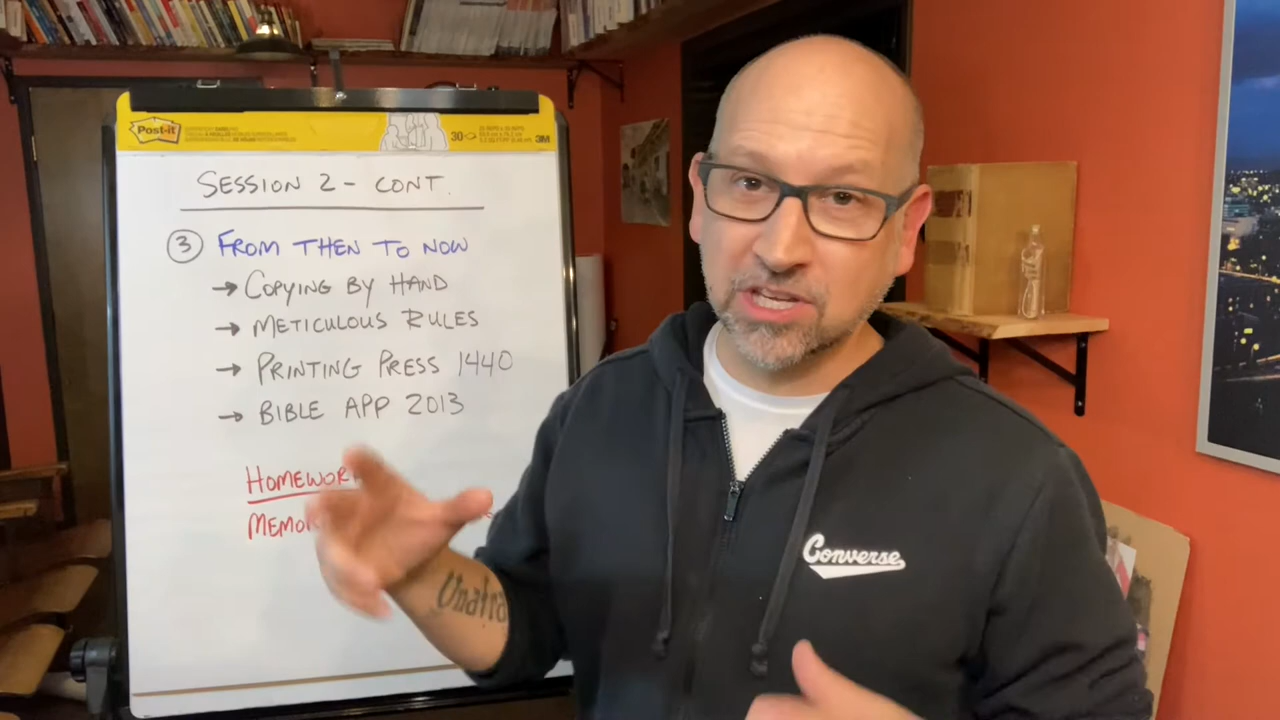 Post-it
30
3M
SESSION 2 - CONT.
3 FROM THEN TO NOW
→ COPYING BY HAND
→ METICULOUS RULES
→ PRINTING PRESS 1440
→ BIBLE APP 2013
Converse